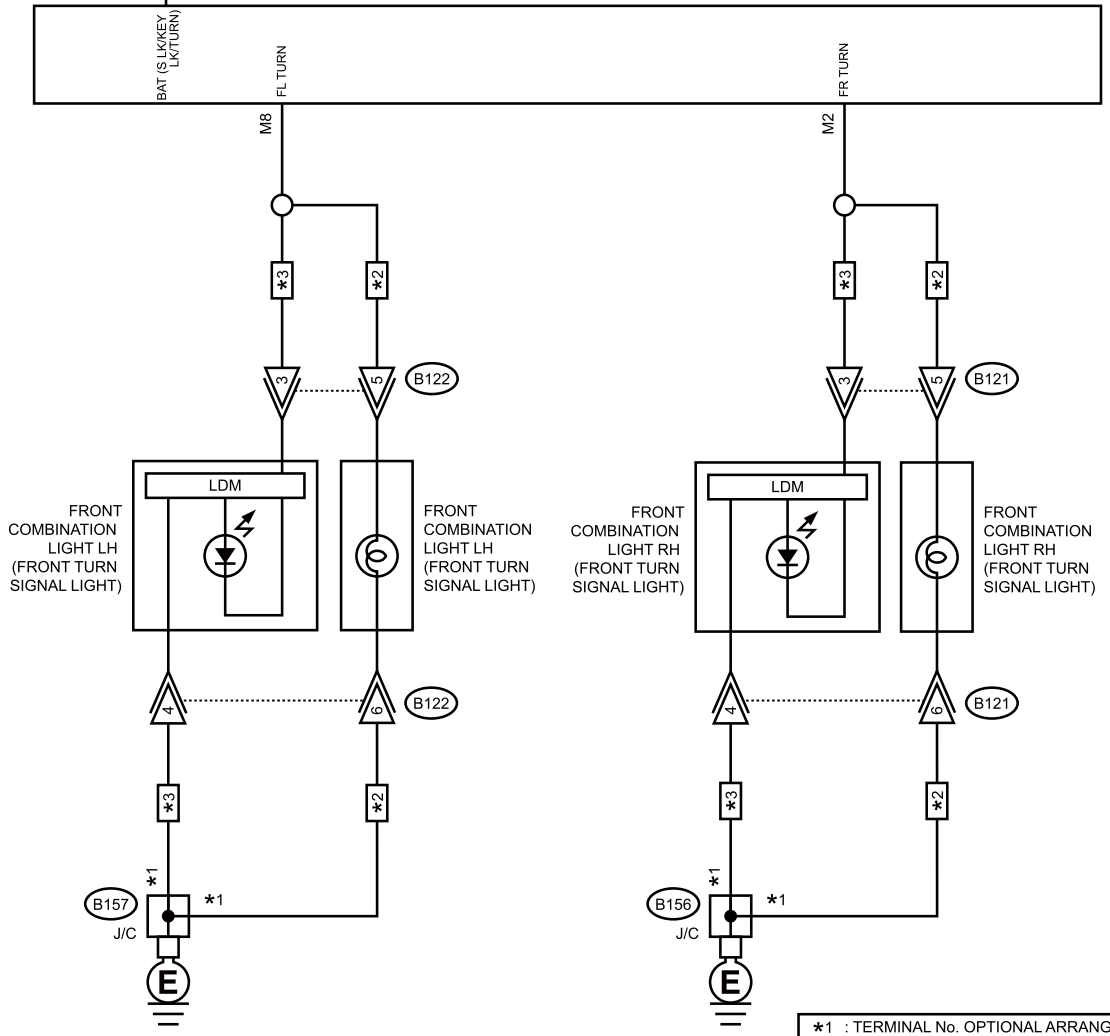 BAT (S LK/KEY
LK/TURN)
FL TURN
FR TURN
M8
M2
*3
*2
*3
*2
3
5
B122
3
5
B121
LDM
LDM
FRONT
COMBINATION
LIGHT LH
(FRONT TURN
SIGNAL LIGHT)
FRONT
COMBINATION
LIGHT LH
(FRONT TURN
SIGNAL LIGHT)
FRONT
COMBINATION
LIGHT RH
(FRONT TURN
SIGNAL LIGHT)
FRONT
COMBINATION
LIGHT RH
(FRONT TURN
SIGNAL LIGHT)
4
6
B122
4
6
B121
*3
*2
*3
*2
*1
*1
B157
J/C
*1
*1
B156
J/C
E
E
*1 : TERMINAL No. OPTIONAL ARRANG